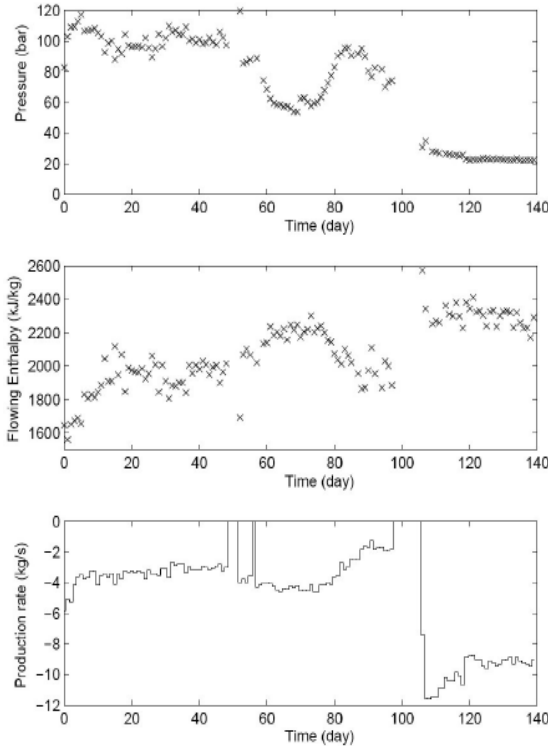 120
100
80
60
40
20
0
Pressure (bar)
0 20 40 60 80 100 120 140
Time (day)
2600
2400
2200
2000
1800
1600
Flowing Enthalpy (kJ/kg)
0 20 40 60 80 100 120 140
Time (day)
0
−2
−4
−6
−8
−10
−12
Production rate (kg/s)
0 20 40 60 80 100 120 140
Time (day)